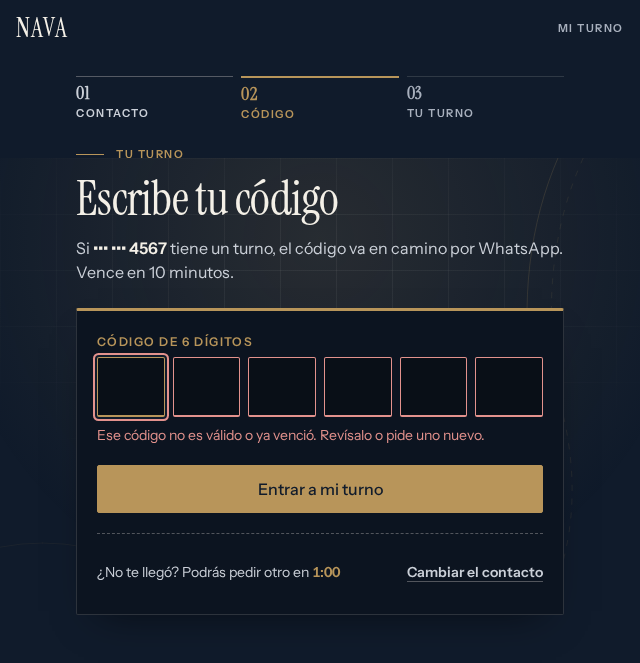 NAVA
MI TURNO
01
CONTACTO
02
CÓDIGO
03
TU TURNO
TU TURNO
Escribe tu código
Si ••• ••• 4567 tiene un turno, el código va en camino por WhatsApp.
Vence en 10 minutos.
CÓDIGO DE 6 DÍGITOS
Ese código no es válido o ya venció. Revísalo o pide uno nuevo.
Entrar a mi turno
¿No te llegó? Podrás pedir otro en 1:00
Cambiar el contacto